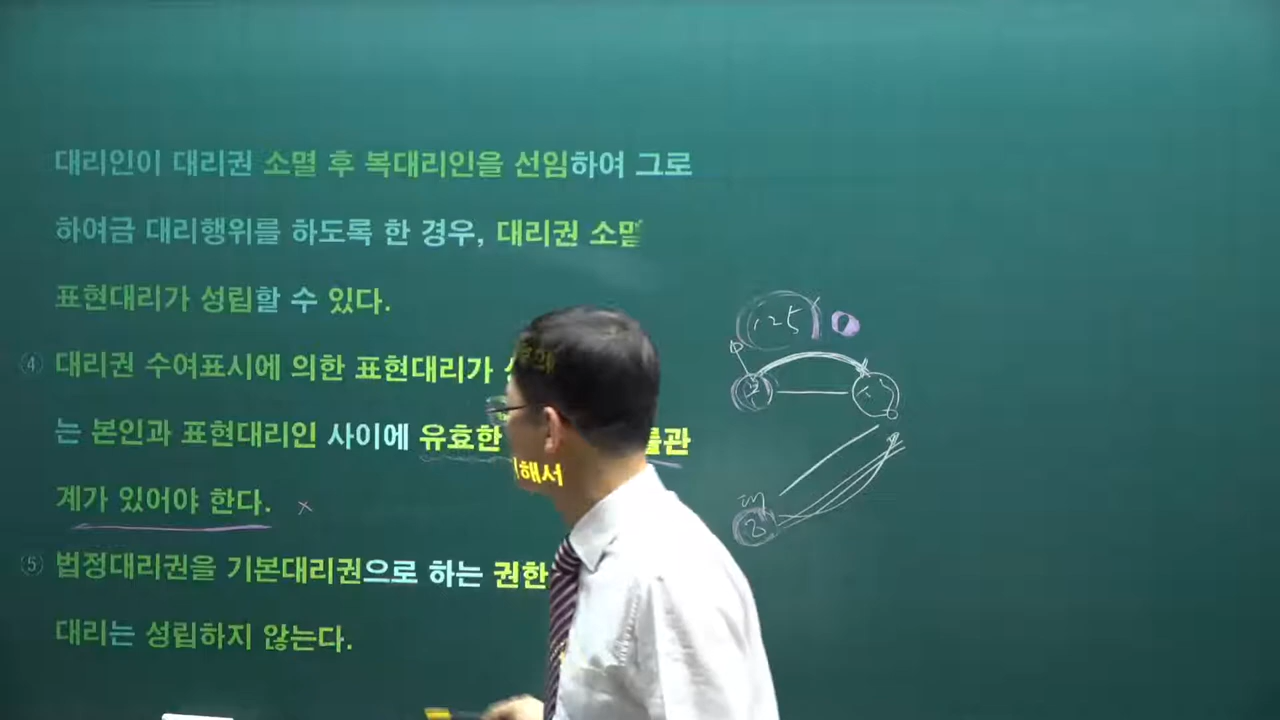 대리인이 대리권 소멸 후 복대리인을 선임하여 그로
하여금 대리행위를 하도록 한 경우, 대리권 소멸
표현대리가 성립할 수 있다.
④ 대리권 수여표시에 의한 표현대리가
는 본인과 표현대리인 사이에 유효한 률관
해서
계가 있어야 한다. ×
⑤ 법정대리권을 기본대리권으로 하는 권한
대리는 성립하지 않는다.
125